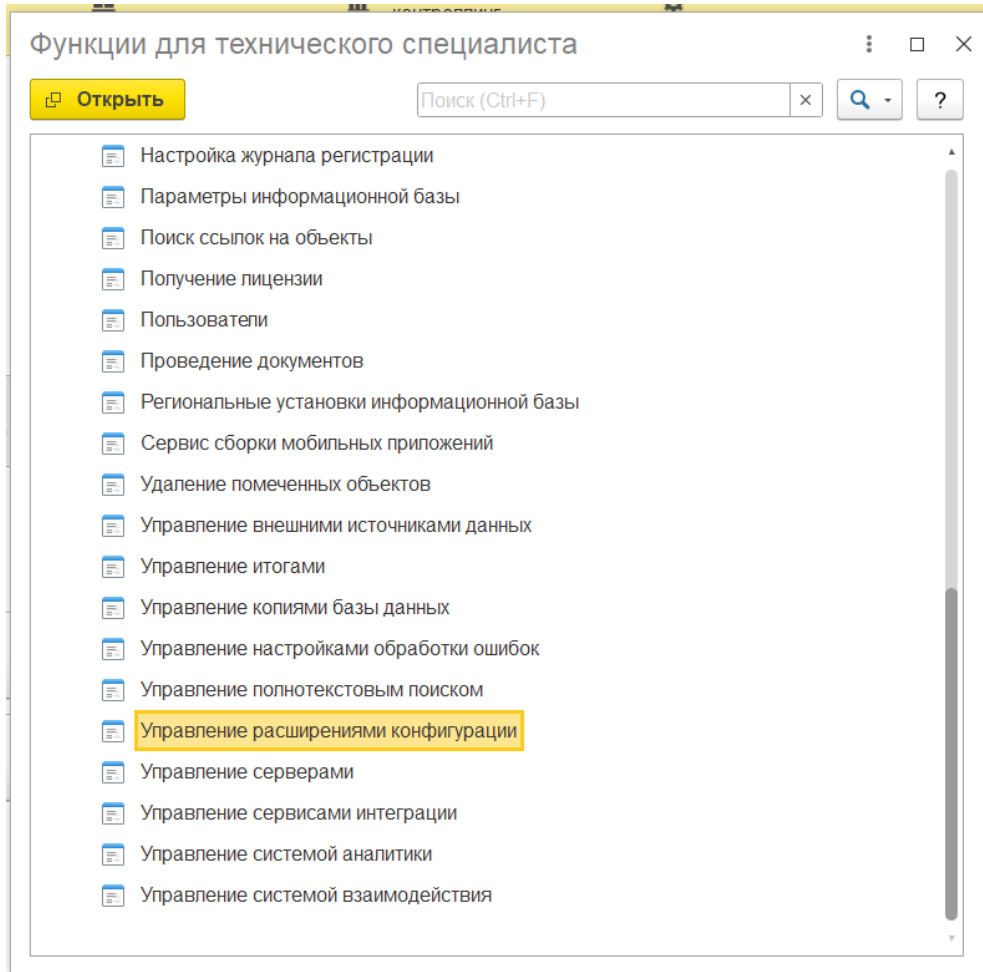 контроллинг
Функции для технического специалиста
Открыть
Поиск (Ctrl+F)
?
Настройка журнала регистрации
Параметры информационной базы
Поиск ссылок на объекты
Получение лицензии
Пользователи
Проведение документов
Региональные установки информационной базы
Сервис сборки мобильных приложений
Удаление помеченных объектов
Управление внешними источниками данных
Управление итогами
Управление копиями базы данных
Управление настройками обработки ошибок
Управление полнотекстовым поиском
Управление расширениями конфигурации
Управление серверами
Управление сервисами интеграции
Управление системой аналитики
Управление системой взаимодействия